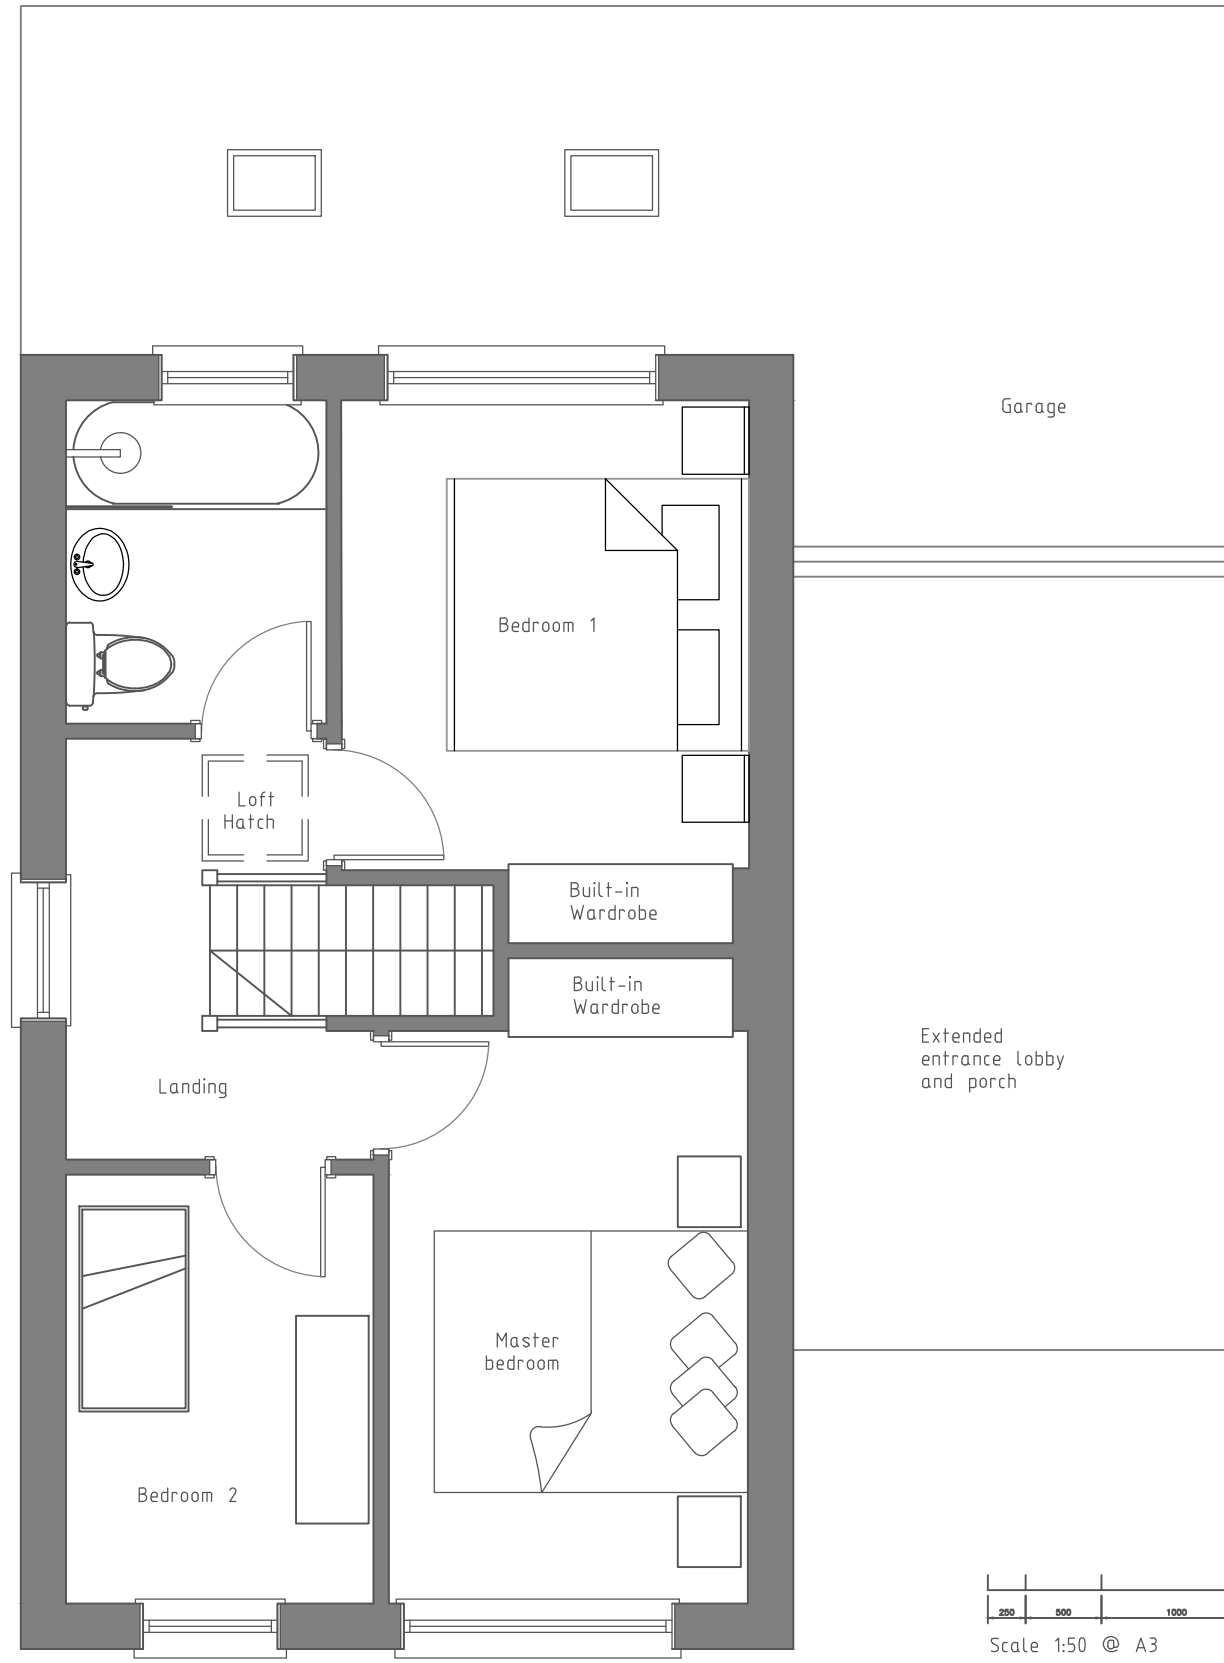 Garage
Bedroom 1
Loft
Hatch
Built-in
Wardrobe
Built-in
Wardrobe
Extended
entrance lobby
and porch
Landing
Master
bedroom
Bedroom 2
250 500 1000
Scale 1:50 @ A3